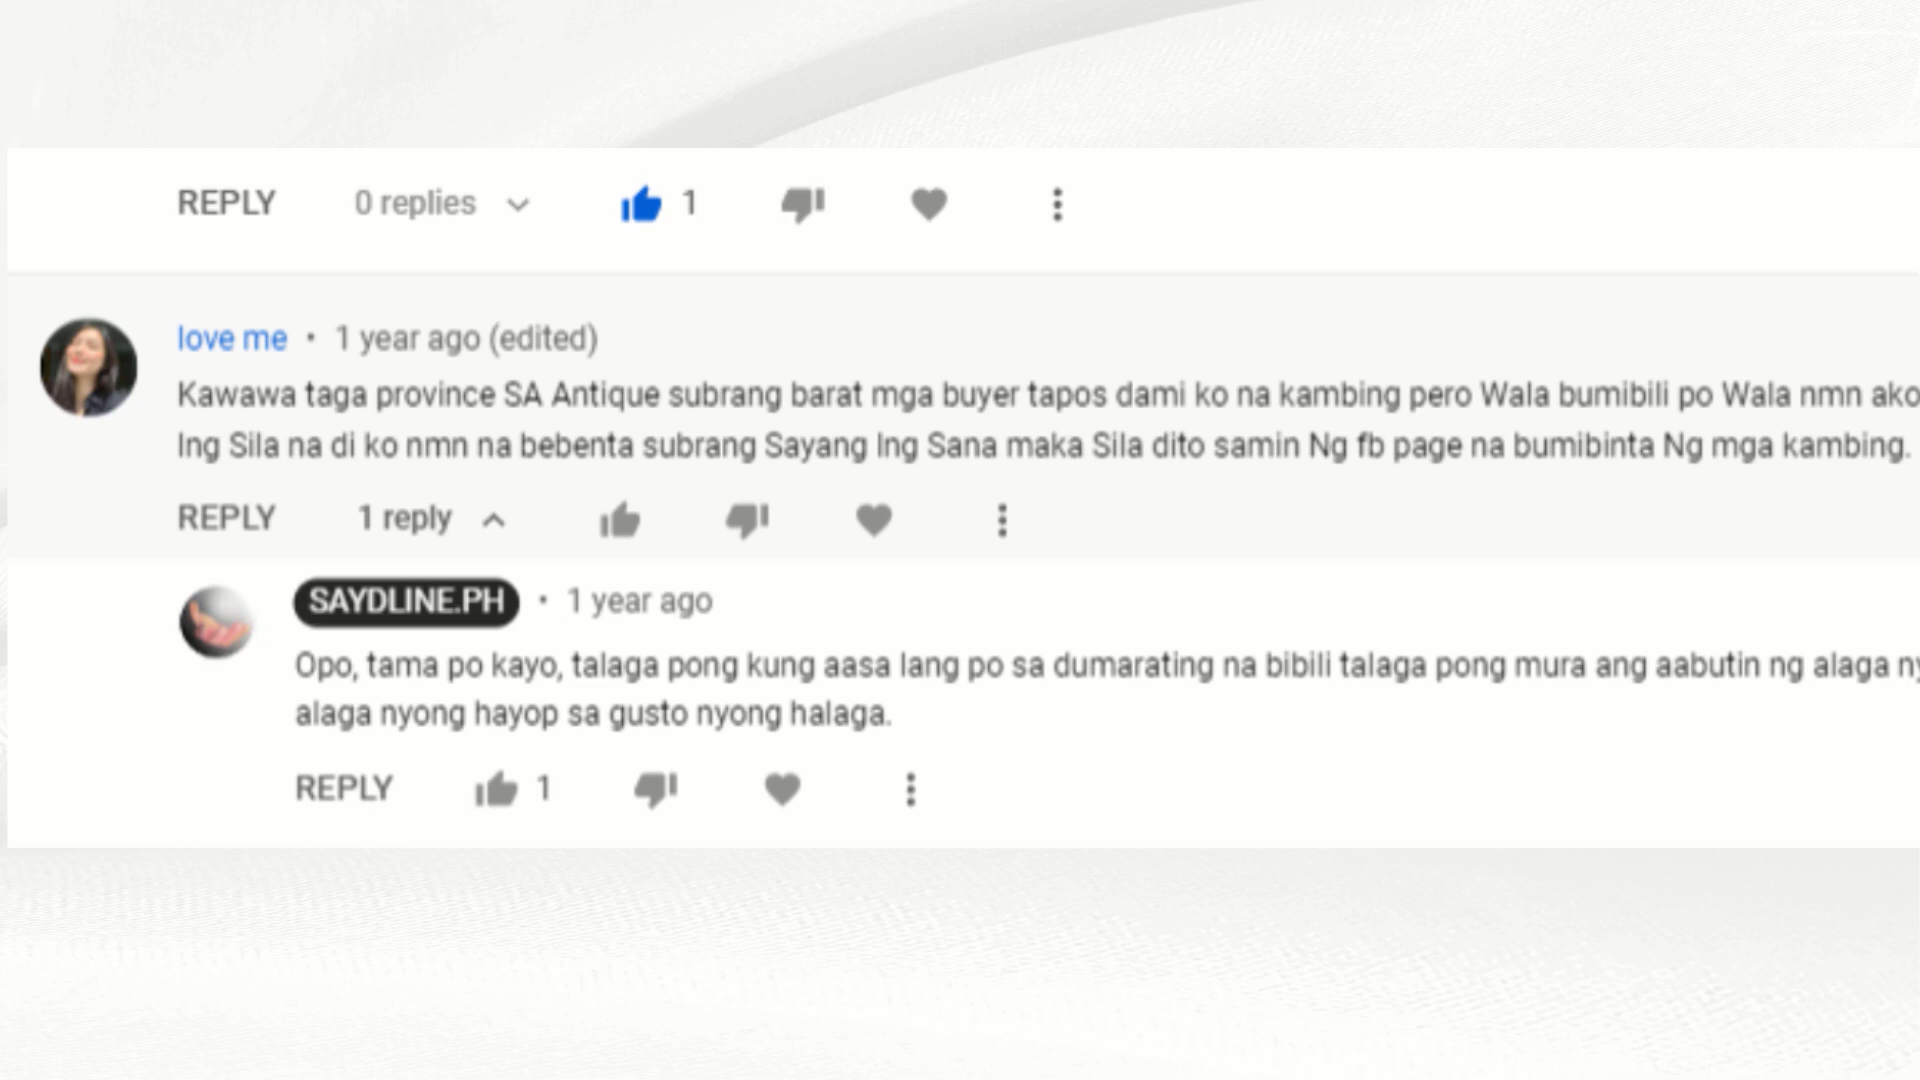 REPLY 0 replies 1
love me • 1 year ago (edited)
Kawawa taga province SA Antique subrang barat mga buyer tapos dami ko na kambing pero Wala bumibili po Wala nmn ako
lng Sila na di ko nmn na bebenta subrang Sayang lng Sana maka Sila dito samin Ng fb page na bumibinta Ng mga kambing.
REPLY 1 reply
SAYDLINE.PH • 1 year ago
Opo, tama po kayo, talaga pong kung aasa lang po sa dumarating na bibili talaga pong mura ang aabutin ng alaga ny
alaga nyong hayop sa gusto nyong halaga.
REPLY 1